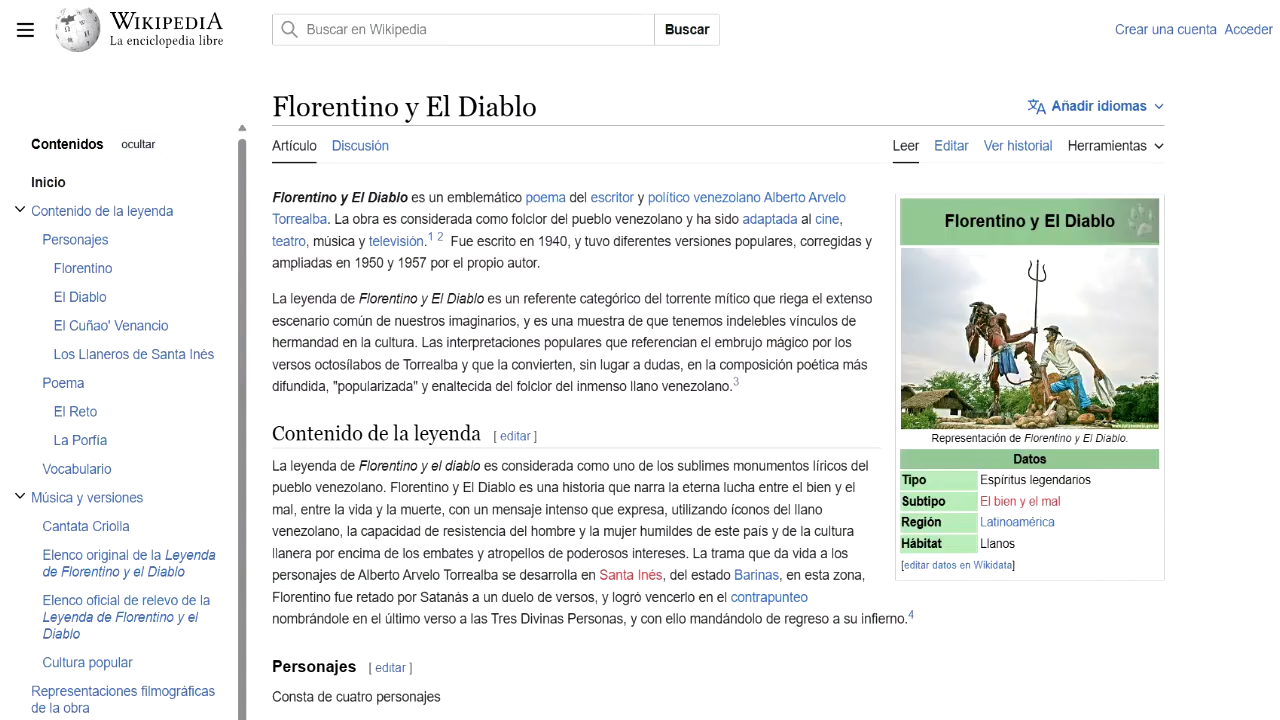 WIKIPEDIA
La enciclopedia libre
Buscar en Wikipedia
Buscar
Crear una cuenta Acceder
Contenidos ocultar
Inicio
Contenido de la leyenda
Personajes
Florentino
El Diablo
El Cuñao' Venancio
Los Llaneros de Santa Inés
Poema
El Reto
La Porfía
Vocabulario
Música y versiones
Cantata Criolla
Elenco original de la Leyenda
de Florentino y el Diablo
Elenco oficial de relevo de la
Leyenda de Florentino y el
Diablo
Cultura popular
Representaciones filmográficas
de la obra
Florentino y El Diablo
Añadir idiomas
Artículo Discusión
Leer Editar Ver historial Herramientas
Florentino y El Diablo es un emblemático poema del escritor y político venezolano Alberto Arvelo
Torrealba. La obra es considerada como folclor del pueblo venezolano y ha sido adaptada al cine,
teatro, música y televisión.1 2 Fue escrito en 1940, y tuvo diferentes versiones populares, corregidas y
ampliadas en 1950 y 1957 por el propio autor.
La leyenda de Florentino y El Diablo es un referente categórico del torrente mítico que riega el extenso
escenario común de nuestros imaginarios, y es una muestra de que tenemos indelebles vínculos de
hermandad en la cultura. Las interpretaciones populares que referencian el embrujo mágico por los
versos octosílabos de Torrealba y que la convierten, sin lugar a dudas, en la composición poética más
difundida, "popularizada" y enaltecida del folclor del inmenso llano venezolano.3
Contenido de la leyenda [ editar ]
La leyenda de Florentino y el diablo es considerada como uno de los sublimes monumentos líricos del
pueblo venezolano. Florentino y El Diablo es una historia que narra la eterna lucha entre el bien y el
mal, entre la vida y la muerte, con un mensaje intenso que expresa, utilizando íconos del llano
venezolano, la capacidad de resistencia del hombre y la mujer humildes de este país y de la cultura
llanera por encima de los embates y atropellos de poderosos intereses. La trama que da vida a los
personajes de Alberto Arvelo Torrealba se desarrolla en Santa Inés, del estado Barinas, en esta zona,
Florentino fue retado por Satanás a un duelo de versos, y logró vencerlo en el contrapunteo
nombrándole en el último verso a las Tres Divinas Personas, y con ello mandándolo de regreso a su infierno.4
Personajes [ editar ]
Consta de cuatro personajes
Florentino y El Diablo
Representación de Florentino y El Diablo.
Datos
Tipo Espíritus legendarios
Subtipo El bien y el mal
Región Latinoamérica
Hábitat Llanos
[editar datos en Wikidata]